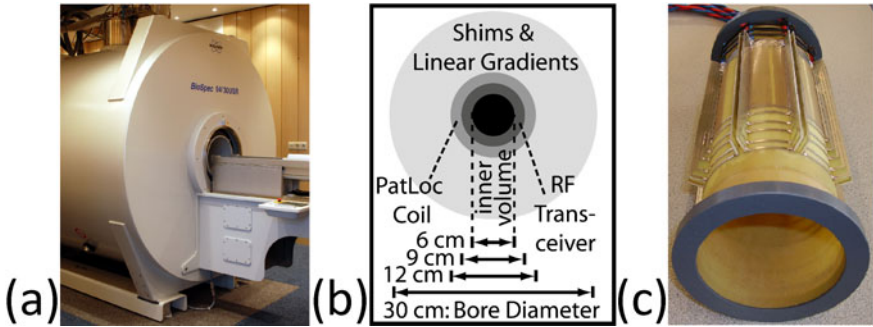 (a)
BioSpec 94/30USR
(b)
Shims &
Linear Gradients
PatLoc
Coil
inner
volume
RF
Trans-
ceiver
6 cm
9 cm
12 cm
30 cm: Bore Diameter
(c)